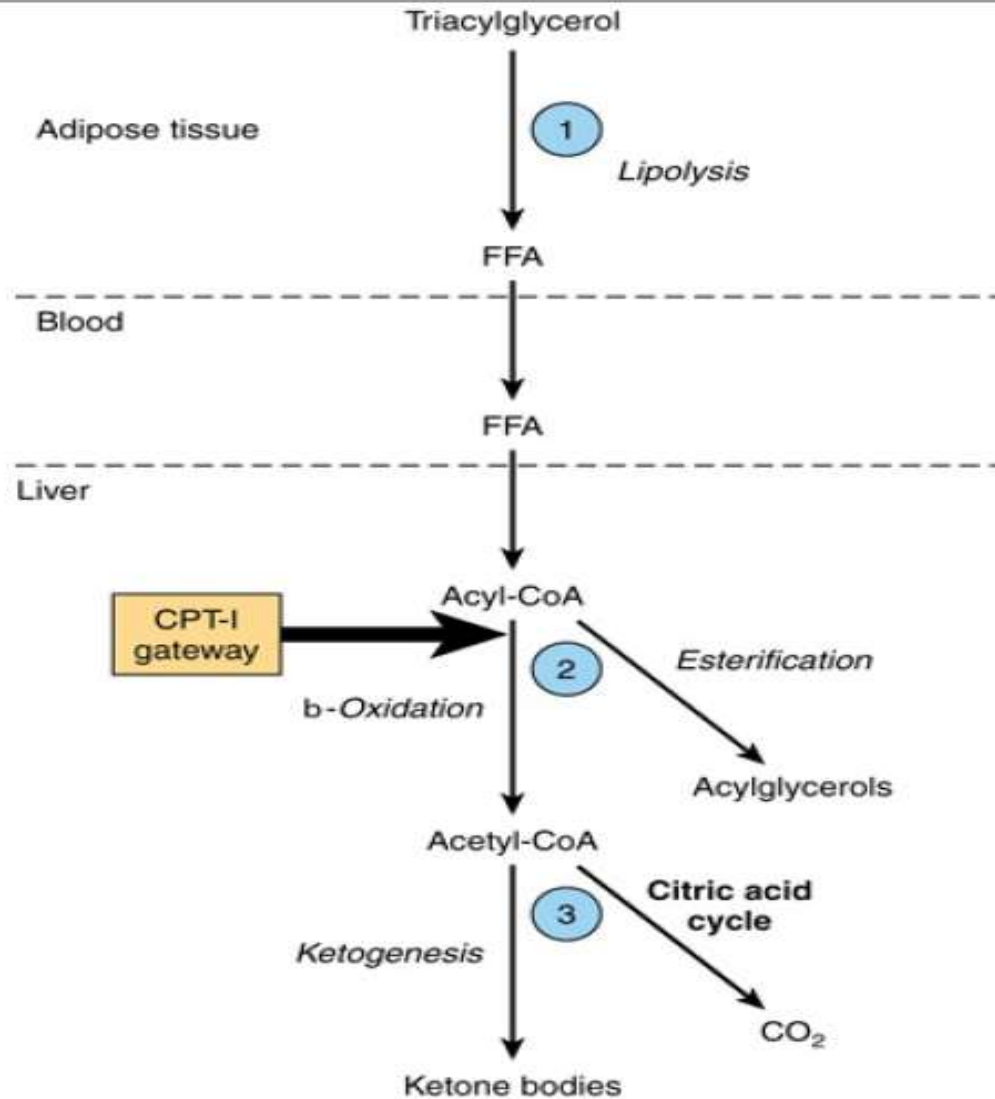 Triacylglycerol
Adipose tissue
1
Lipolysis
FFA
Blood
FFA
Liver
Acyl-CoA
CPT-I
gateway
2
Esterification
b-Oxidation
Acylglycerols
Acetyl-CoA
Citric acid
cycle
3
Ketogenesis
CO₂
Ketone bodies